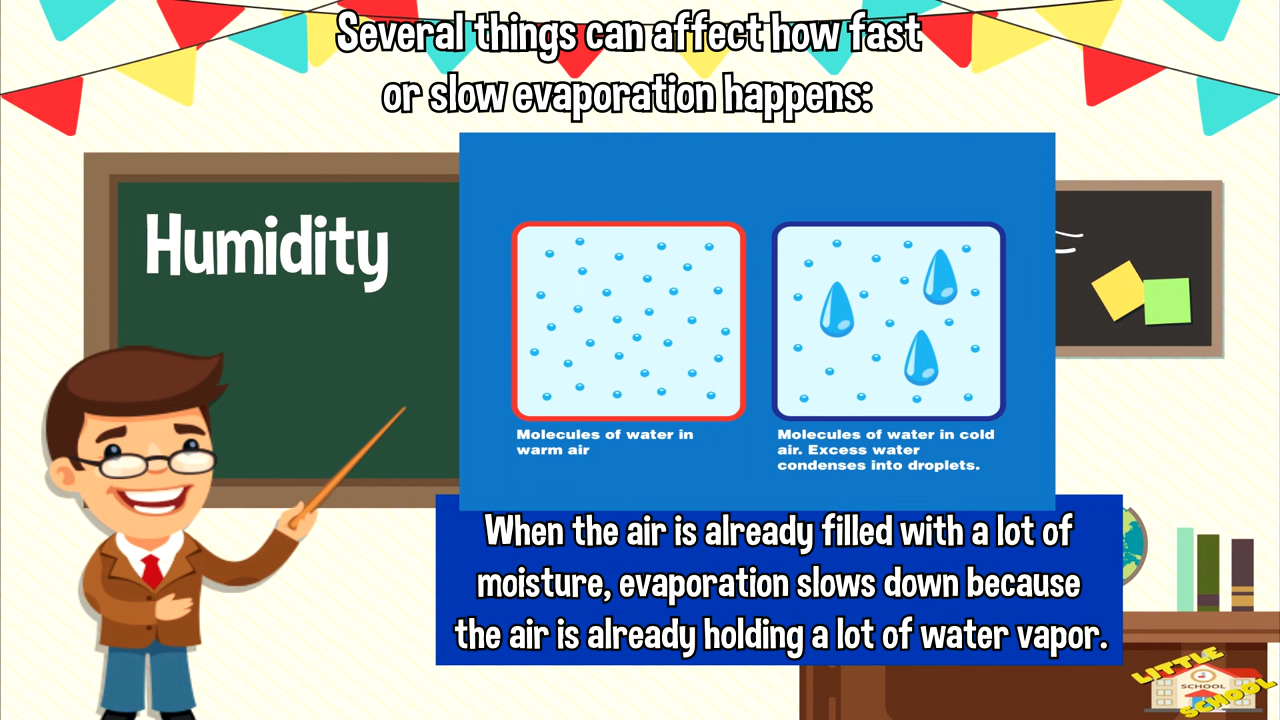 Several things can affect how fast
or slow evaporation happens:
Humidity
Molecules of water in
warm air
Molecules of water in cold
air. Excess water
condenses into droplets.
When the air is already filled with a lot of
moisture, evaporation slows down because
the air is already holding a lot of water vapor.
LITTLE
SCHOOL
SCHOOL